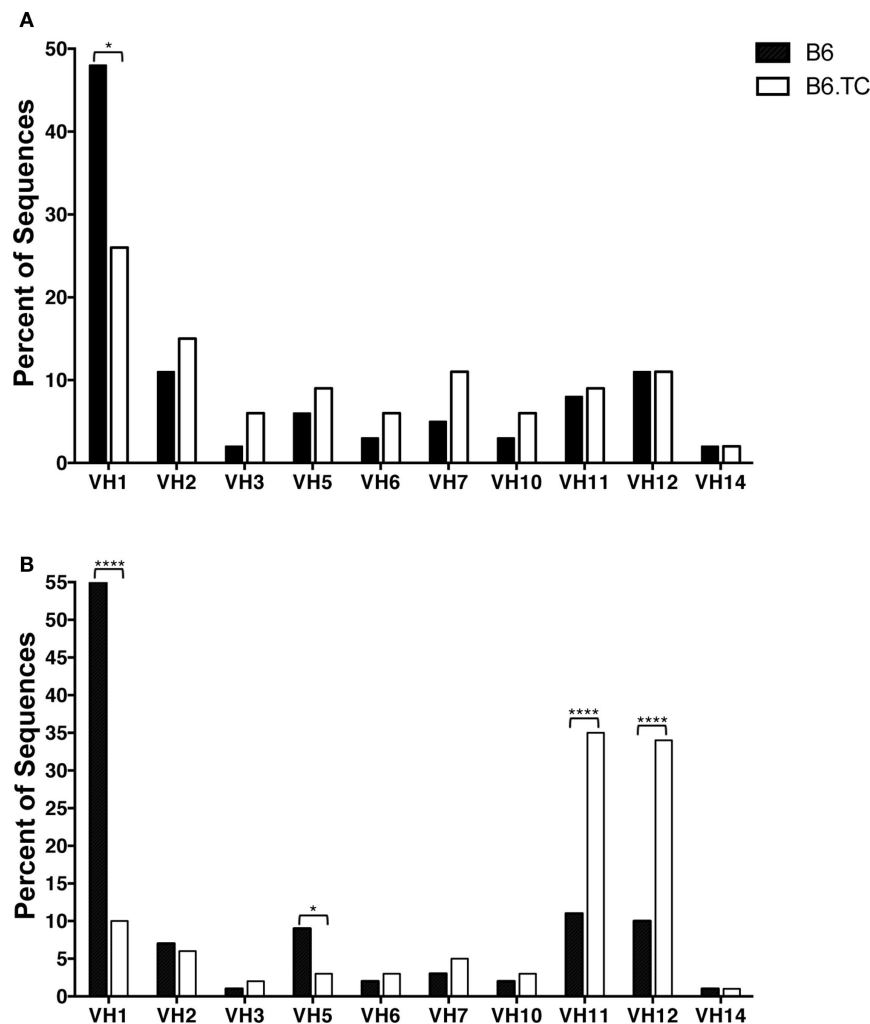 A
B6
B6.TC
Percent of Sequences
50
40
30
20
10
0
*
VH1 VH2 VH3 VH5 VH6 VH7 VH10 VH11 VH12 VH14
B
Percent of Sequences
55
50
45
40
35
30
25
20
15
10
5
0
****
*
****
****
VH1 VH2 VH3 VH5 VH6 VH7 VH10 VH11 VH12 VH14